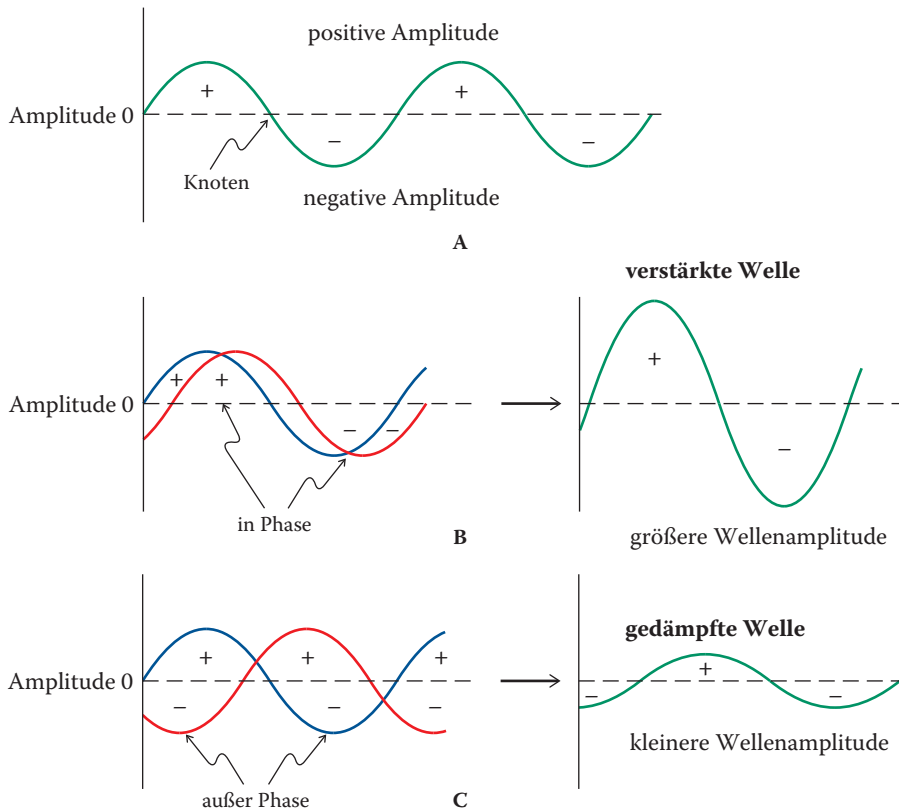 positive Amplitude
+ +
Amplitude 0
− −
Knoten
negative Amplitude
A
verstärkte Welle
+ + +
Amplitude 0
− − −
in Phase
B
größere Wellenamplitude
gedämpfte Welle
+ + + +
Amplitude 0
− − − − −
kleinere Wellenamplitude
außer Phase
C